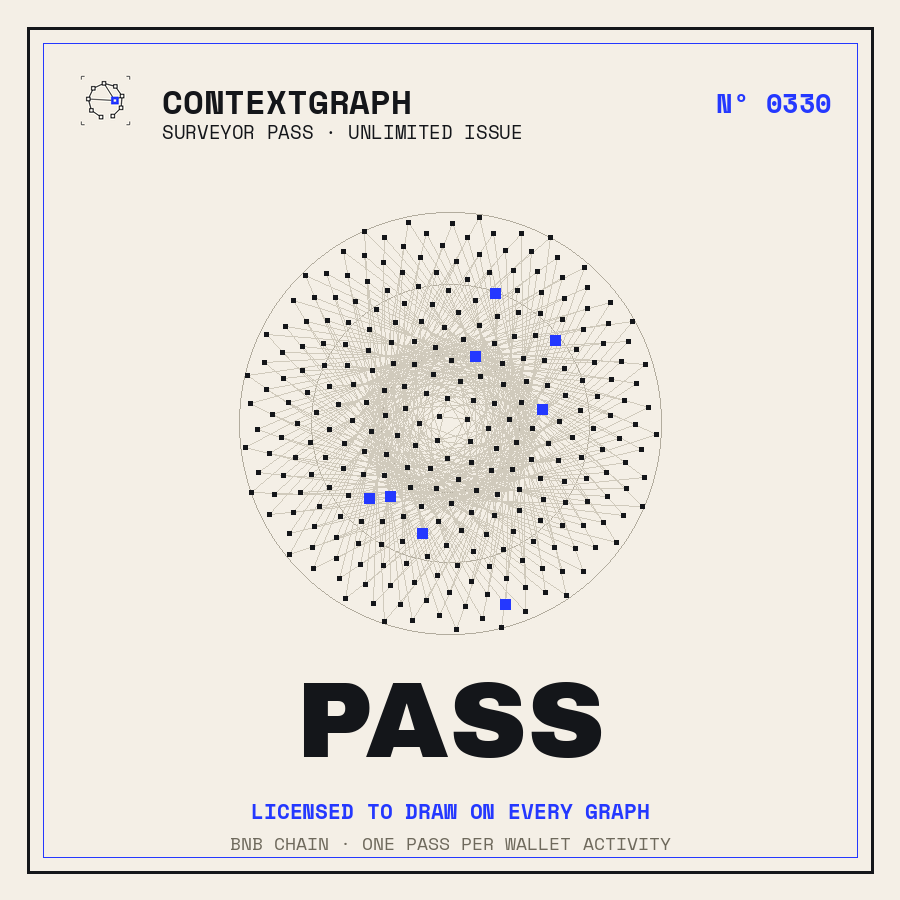 CONTEXTGRAPH
N° 0330
SURVEYOR PASS · UNLIMITED ISSUE
PASS
LICENSED TO DRAW ON EVERY GRAPH
BNB CHAIN · ONE PASS PER WALLET ACTIVITY